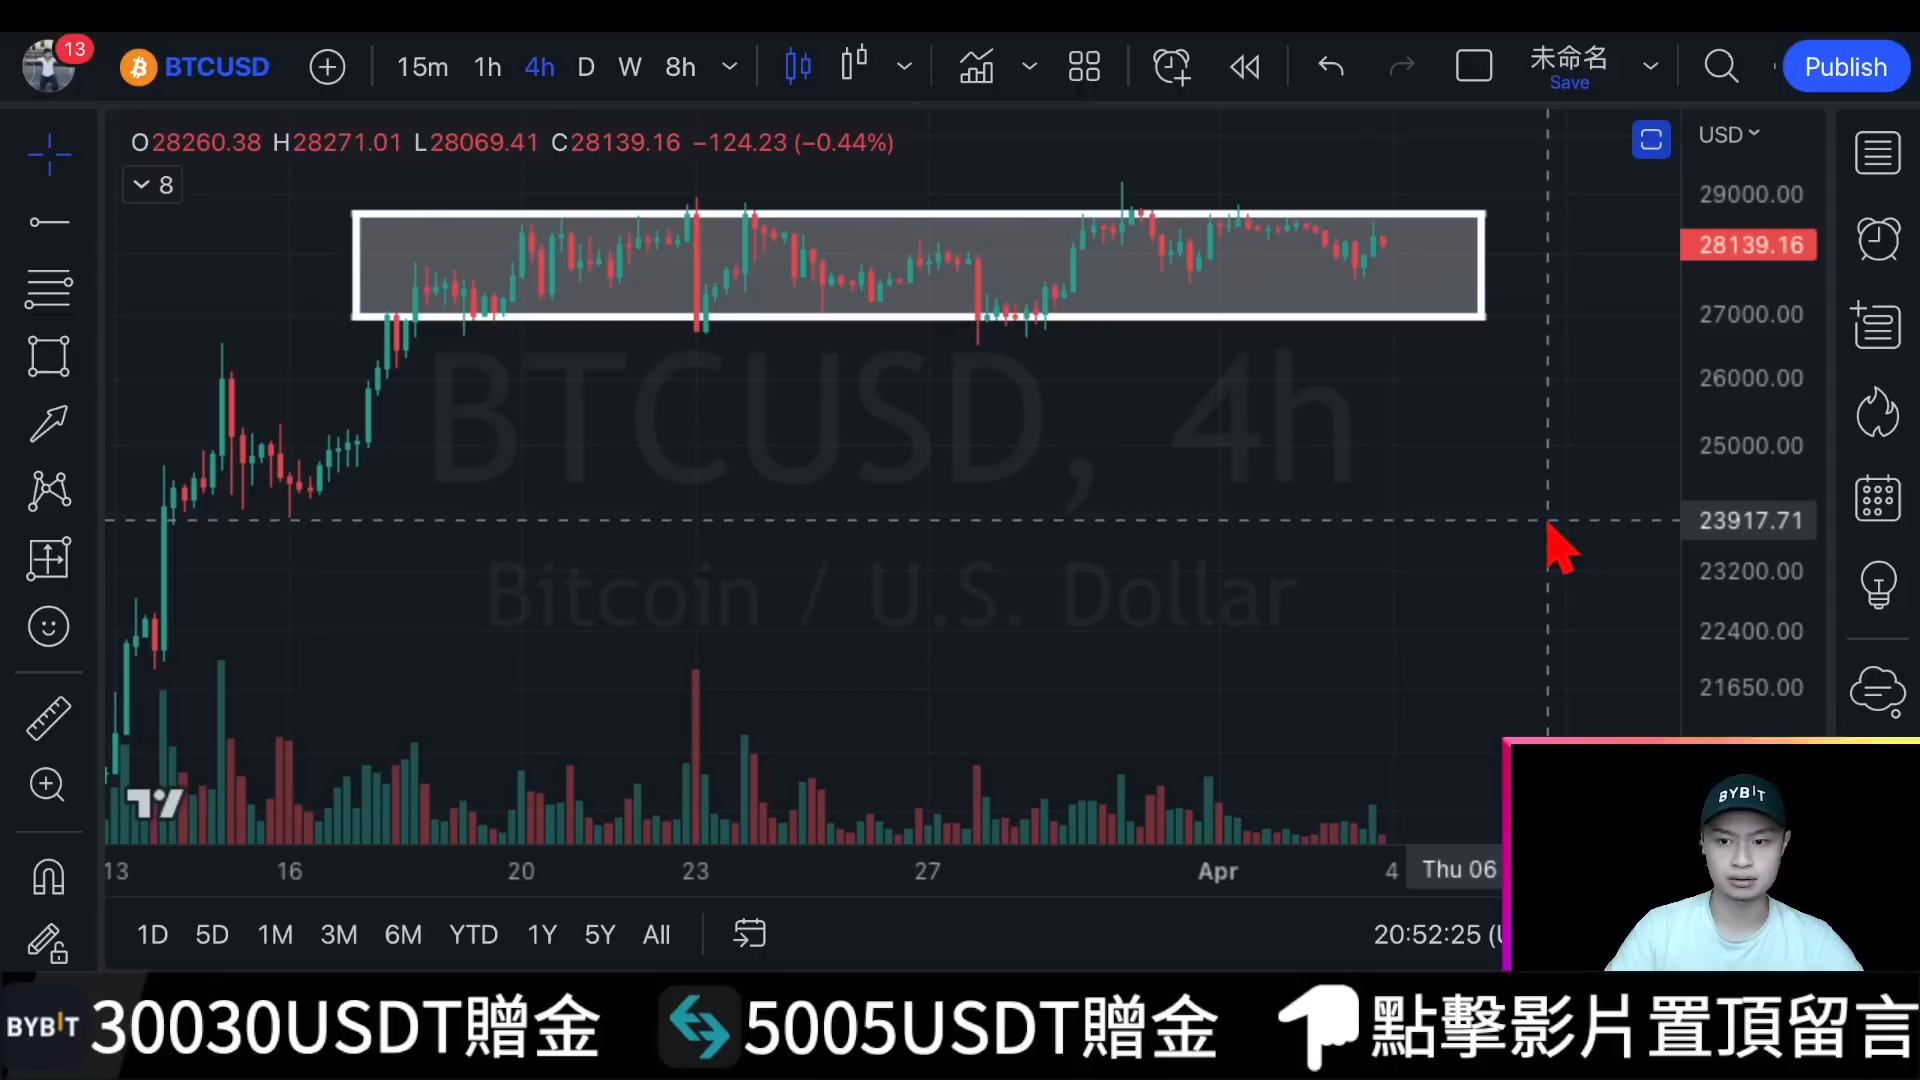 13
BTCUSD 15m 1h 4h D W 8h 未命名 Save Publish
O28260.38 H28271.01 L28069.41 C28139.16 −124.23 (−0.44%)
8
USD
29000.00
28139.16
27000.00
26000.00
25000.00
23917.71
23200.00
22400.00
21650.00
BTCUSD, 4h
Bitcoin / U.S. Dollar
13 16 20 23 27 Apr 4 Thu 06
1D 5D 1M 3M 6M YTD 1Y 5Y All 20:52:25 (U
BYBIT
BYBIT 30030USDT贈金 5005USDT贈金 點擊影片置頂留言